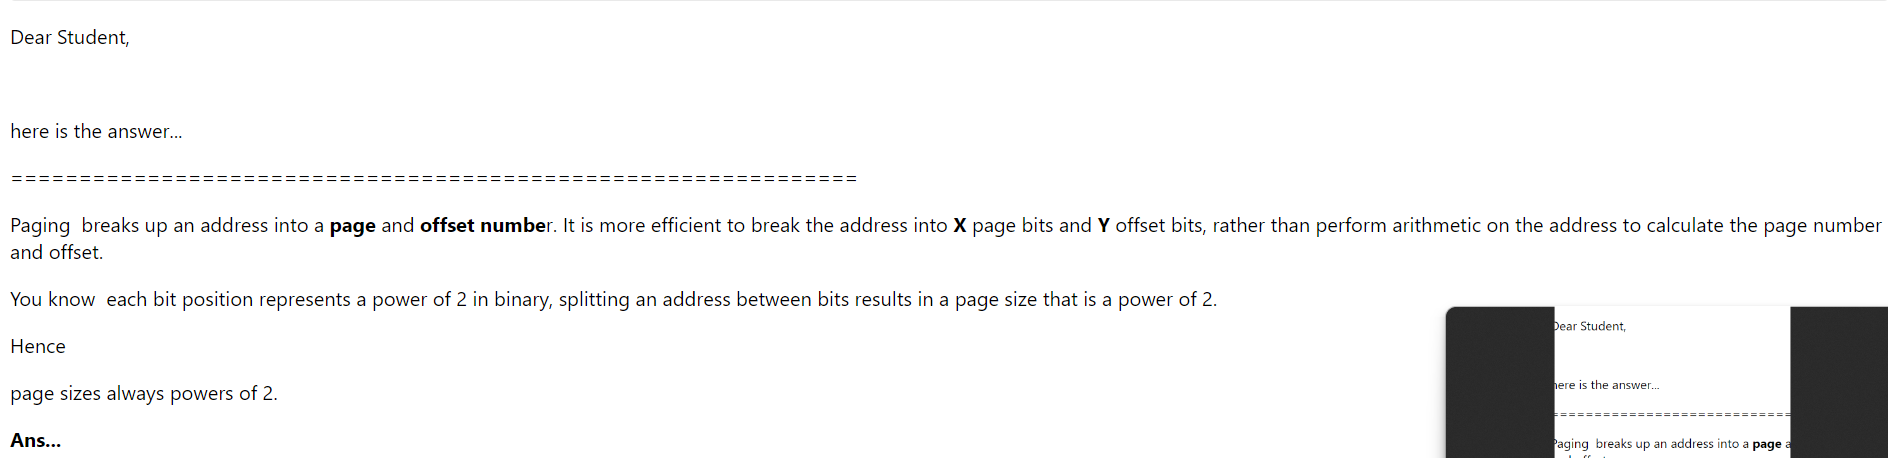 Dear Student,
here is the answer...
==============================================================
Paging  breaks up an address into a page and offset number. It is more efficient to break the address into X page bits and Y offset bits, rather than perform arithmetic on the address to calculate the page number
and offset.
You know  each bit position represents a power of 2 in binary, splitting an address between bits results in a page size that is a power of 2.
Hence
page sizes always powers of 2.
Ans...
Dear Student,
here is the answer...
=============================
Paging  breaks up an address into a page a